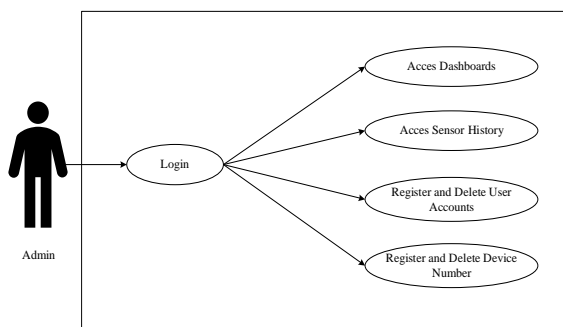 Acces Dashboards
Acces Sensor History
Login
Register and Delete User
Accounts
Admin
Register and Delete Device
Number